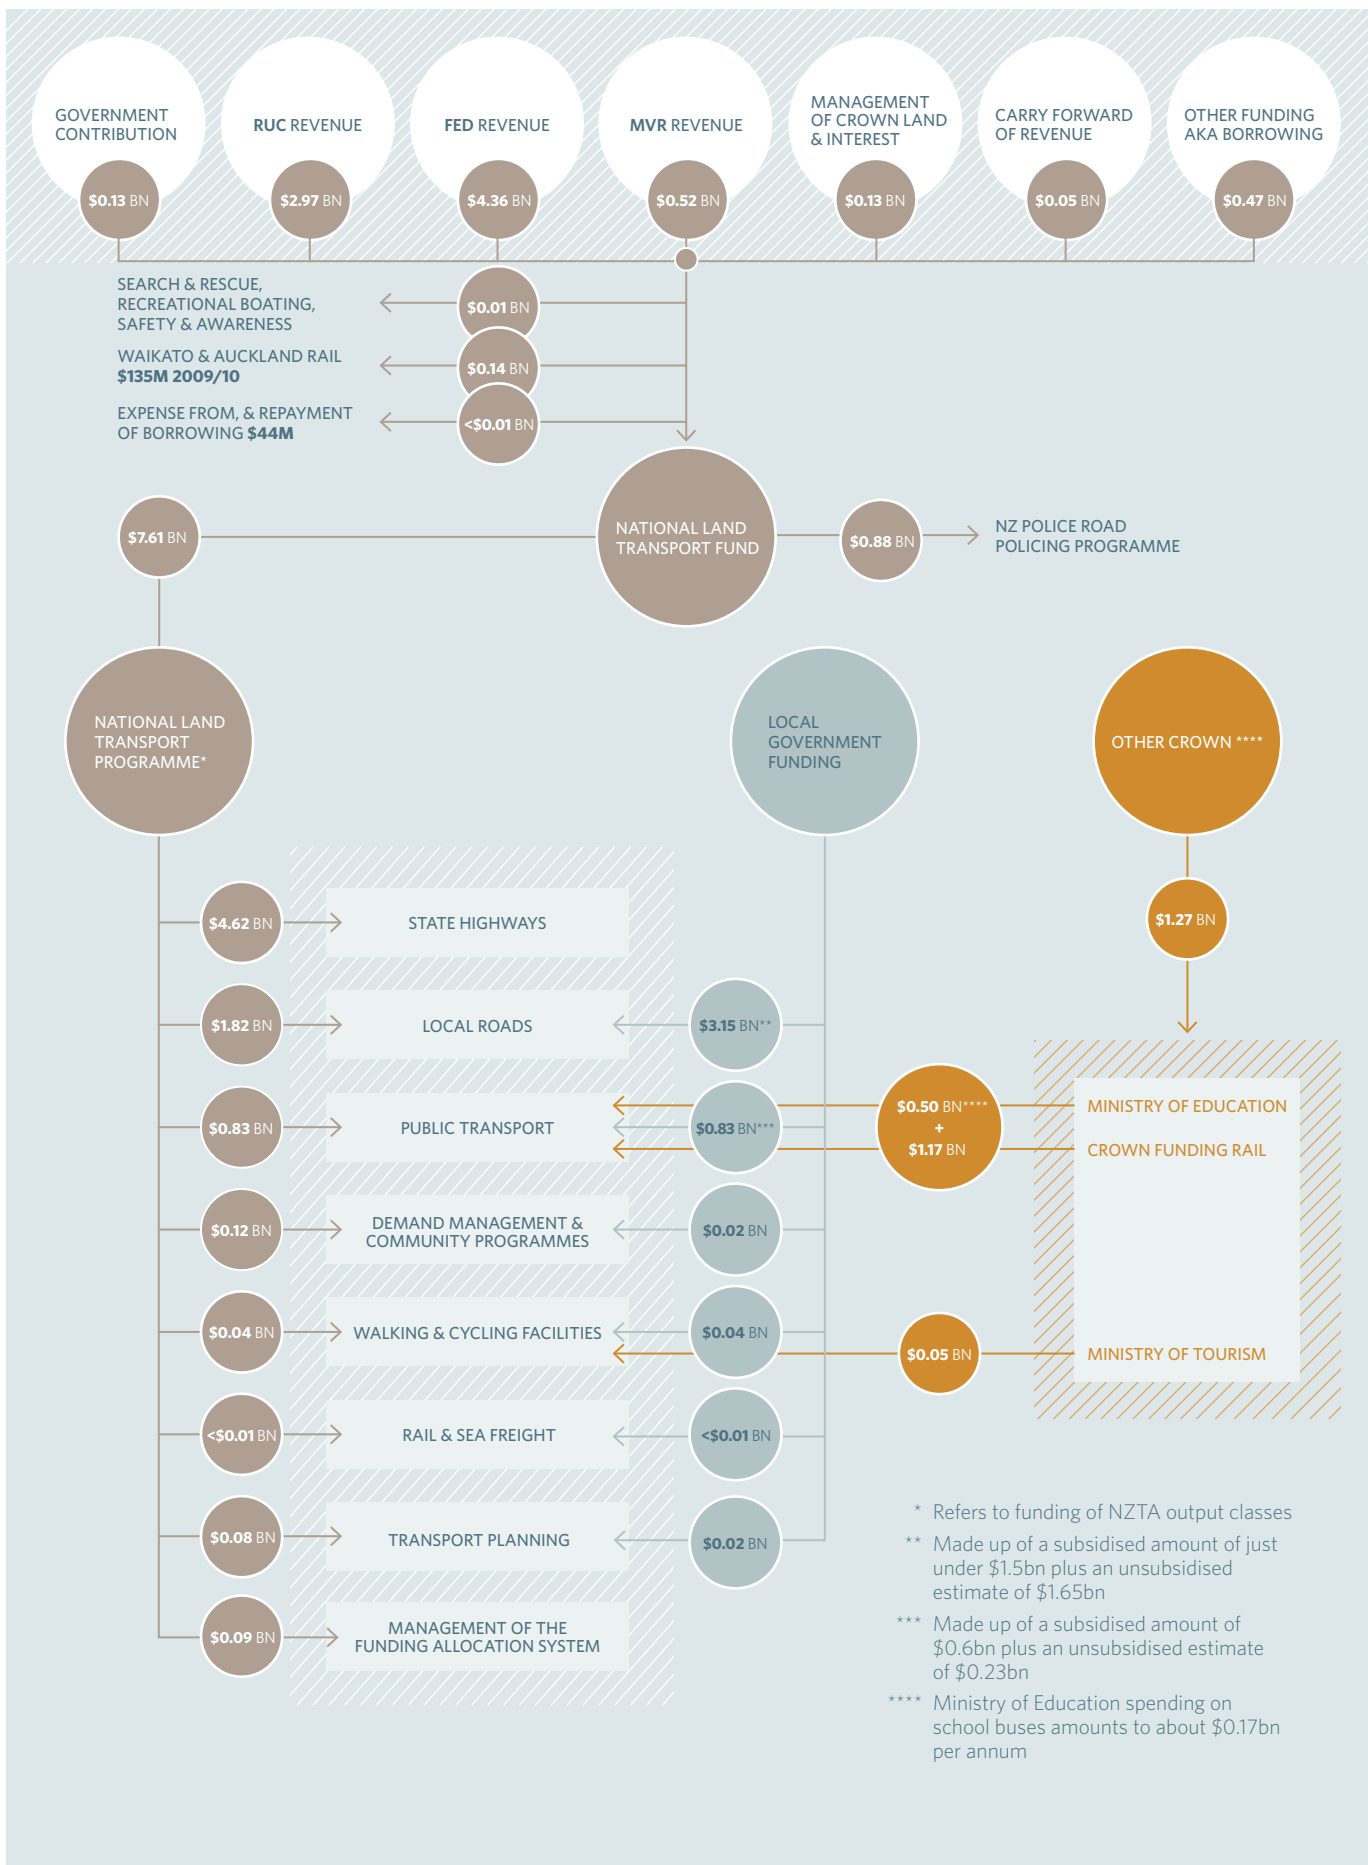 GOVERNMENT
CONTRIBUTION
$0.13 BN
RUC REVENUE
$2.97 BN
FED REVENUE
$4.36 BN
MVR REVENUE
$0.52 BN
MANAGEMENT
OF CROWN LAND
& INTEREST
$0.13 BN
CARRY FORWARD
OF REVENUE
$0.05 BN
OTHER FUNDING
AKA BORROWING
$0.47 BN
SEARCH & RESCUE,
RECREATIONAL BOATING,
SAFETY & AWARENESS
$0.01 BN
WAIKATO & AUCKLAND RAIL
$135M 2009/10
$0.14 BN
EXPENSE FROM, & REPAYMENT
OF BORROWING $44M
<$0.01 BN
$7.61 BN
NATIONAL LAND
TRANSPORT FUND
$0.88 BN
NZ POLICE ROAD
POLICING PROGRAMME
NATIONAL LAND
TRANSPORT
PROGRAMME*
LOCAL
GOVERNMENT
FUNDING
OTHER CROWN ****
$1.27 BN
$4.62 BN
STATE HIGHWAYS
$1.82 BN
LOCAL ROADS
$3.15 BN**
$0.83 BN
PUBLIC TRANSPORT
$0.83 BN***
$0.50 BN****
+
$1.17 BN
MINISTRY OF EDUCATION
CROWN FUNDING RAIL
$0.12 BN
DEMAND MANAGEMENT &
COMMUNITY PROGRAMMES
$0.02 BN
$0.04 BN
WALKING & CYCLING FACILITIES
$0.04 BN
$0.05 BN
MINISTRY OF TOURISM
<$0.01 BN
RAIL & SEA FREIGHT
<$0.01 BN
$0.08 BN
TRANSPORT PLANNING
$0.02 BN
$0.09 BN
MANAGEMENT OF THE
FUNDING ALLOCATION SYSTEM
* Refers to funding of NZTA output classes
** Made up of a subsidised amount of just
under $1.5bn plus an unsubsidised
estimate of $1.65bn
*** Made up of a subsidised amount of
$0.6bn plus an unsubsidised estimate
of $0.23bn
**** Ministry of Education spending on
school buses amounts to about $0.17bn
per annum